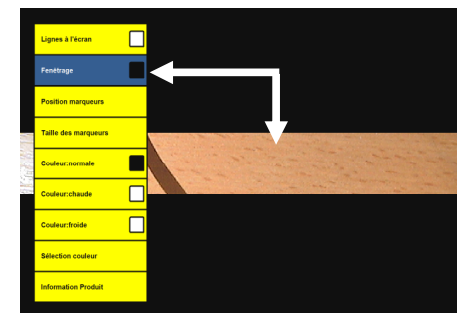 Lignes à l'écran
Fenêtrage
Position marqueurs
Taille des marqueurs
Couleur:normale
Couleur:chaude
Couleur:froide
Sélection couleur
Information Produit